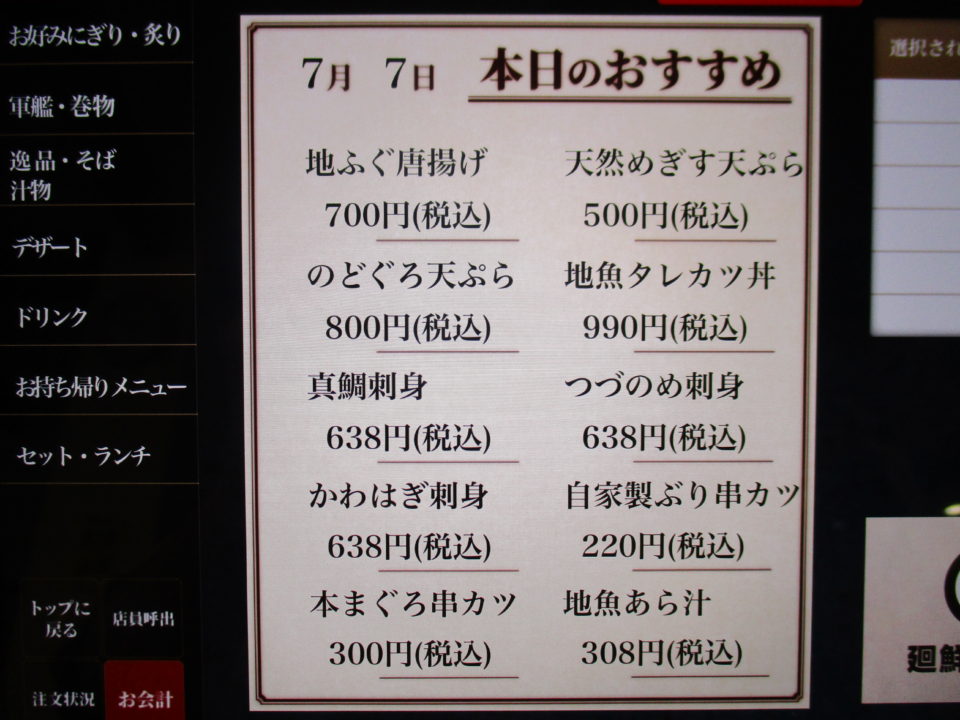 お好みにぎり・炙り
軍艦・巻物
逸品・そば
汁物
デザート
ドリンク
お持ち帰りメニュー
セット・ランチ
トップに
戻る
店員呼出
注文状況
お会計
7月 7日 本日のおすすめ
地ふぐ唐揚げ
700円(税込)
天然めぎす天ぷら
500円(税込)
のどぐろ天ぷら
800円(税込)
地魚タレカツ丼
990円(税込)
真鯛刺身
638円(税込)
つづのめ刺身
638円(税込)
かわはぎ刺身
638円(税込)
自家製ぶり串カツ
220円(税込)
本まぐろ串カツ
300円(税込)
地魚あら汁
308円(税込)
選択され
廻鮮